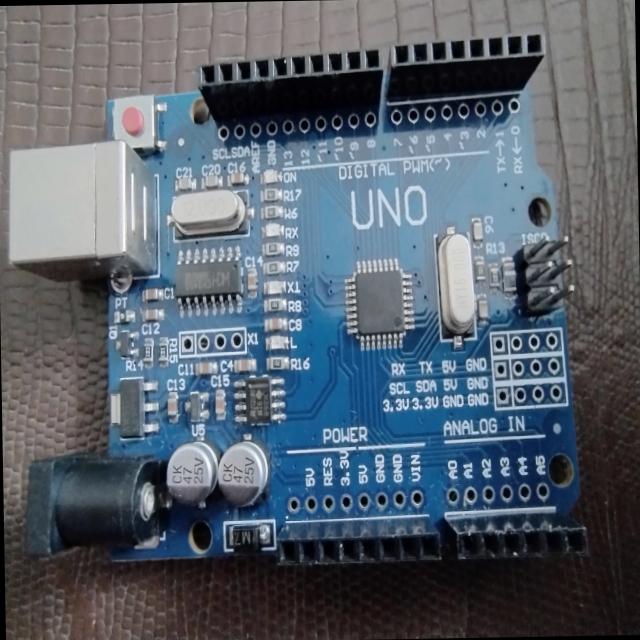 SCL SDA AREF GND 13 12 ~11 ~10 ~9 8 7 ~6 ~5 4 ~3 2 TX→1 RX←0
DIGITAL PWM(~)
UNO
C21 C20 C16
ON
R17
W6
RX
R9
R7
TX
R8
C8
L
R16
C14
C6
R13
PT
C12
R14
R15
X1
C11 C4
C13 C15
U3
RX TX 5V GND
SCL SDA 5V GND
3.3V 3.3V GND GND
POWER
ANALOG IN
5V RES 3.3V 5V GND GND VIN
A0 A1 A2 A3 A4 A5
CK
47
25V
CK
47
25V
M7